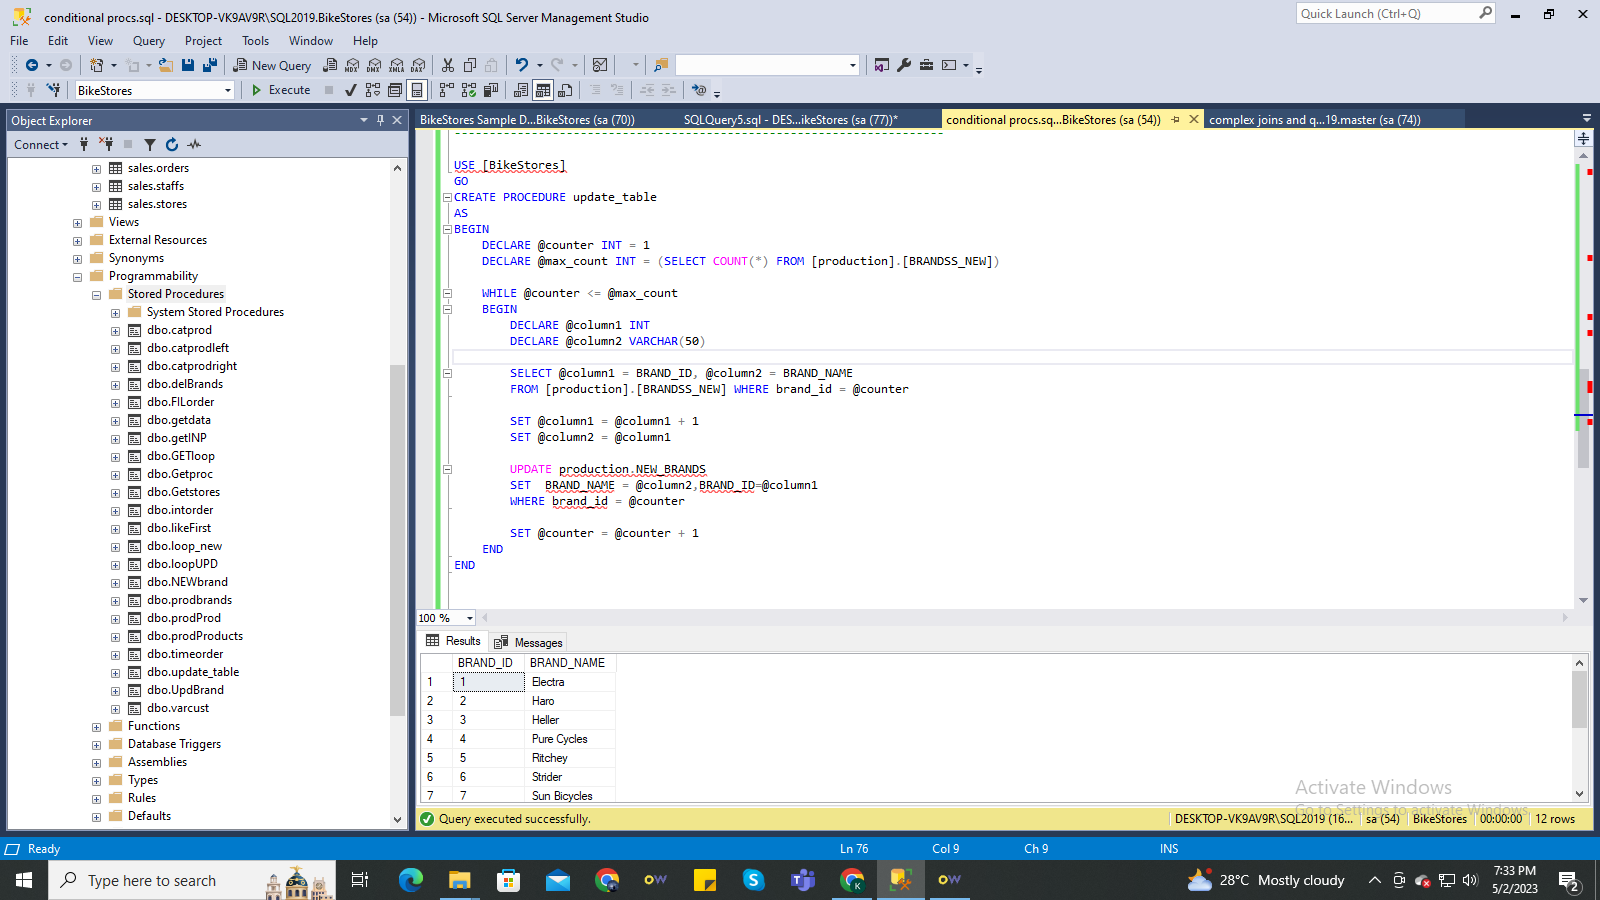 conditional procs.sql - DESKTOP-VK9AV9R\SQL2019.BikeStores (sa (54)) - Microsoft SQL Server Management Studio
Quick Launch (Ctrl+Q)
File Edit View Query Project Tools Window Help
New Query
MDX DMX XMLA DAX
BikeStores
Execute
Object Explorer
Connect
sales.orders
sales.staffs
sales.stores
Views
External Resources
Synonyms
Programmability
Stored Procedures
System Stored Procedures
dbo.catprod
dbo.catprodleft
dbo.catprodright
dbo.delBrands
dbo.FILorder
dbo.getdata
dbo.getINP
dbo.GETloop
dbo.Getproc
dbo.Getstores
dbo.intorder
dbo.likeFirst
dbo.loop_new
dbo.loopUPD
dbo.NEWbrand
dbo.prodbrands
dbo.prodProd
dbo.prodProducts
dbo.timeorder
dbo.update_table
dbo.UpdBrand
dbo.varcust
Functions
Database Triggers
Assemblies
Types
Rules
Defaults
BikeStores Sample D...BikeStores (sa (70))
SQLQuery5.sql - DES...ikeStores (sa (77))*
conditional procs.sq...BikeStores (sa (54))
complex joins and q...19.master (sa (74))
USE [BikeStores]
GO
CREATE PROCEDURE update_table
AS
BEGIN
DECLARE @counter INT = 1
DECLARE @max_count INT = (SELECT COUNT(*) FROM [production].[BRANDSS_NEW])
WHILE @counter <= @max_count
BEGIN
DECLARE @column1 INT
DECLARE @column2 VARCHAR(50)
SELECT @column1 = BRAND_ID, @column2 = BRAND_NAME
FROM [production].[BRANDSS_NEW] WHERE brand_id = @counter
SET @column1 = @column1 + 1
SET @column2 = @column1
UPDATE production.NEW_BRANDS
SET  BRAND_NAME = @column2,BRAND_ID=@column1
WHERE brand_id = @counter
SET @counter = @counter + 1
END
END
100 %
Results Messages
BRAND_ID BRAND_NAME
1 1 Electra
2 2 Haro
3 3 Heller
4 4 Pure Cycles
5 5 Ritchey
6 6 Strider
7 7 Sun Bicycles
Activate Windows
Go to Settings to activate Windows.
Query executed successfully.
DESKTOP-VK9AV9R\SQL2019 (16... sa (54) BikeStores 00:00:00 12 rows
Ready
Ln 76 Col 9 Ch 9 INS
Type here to search
OW
OW
28°C Mostly cloudy
7:33 PM
5/2/2023
2